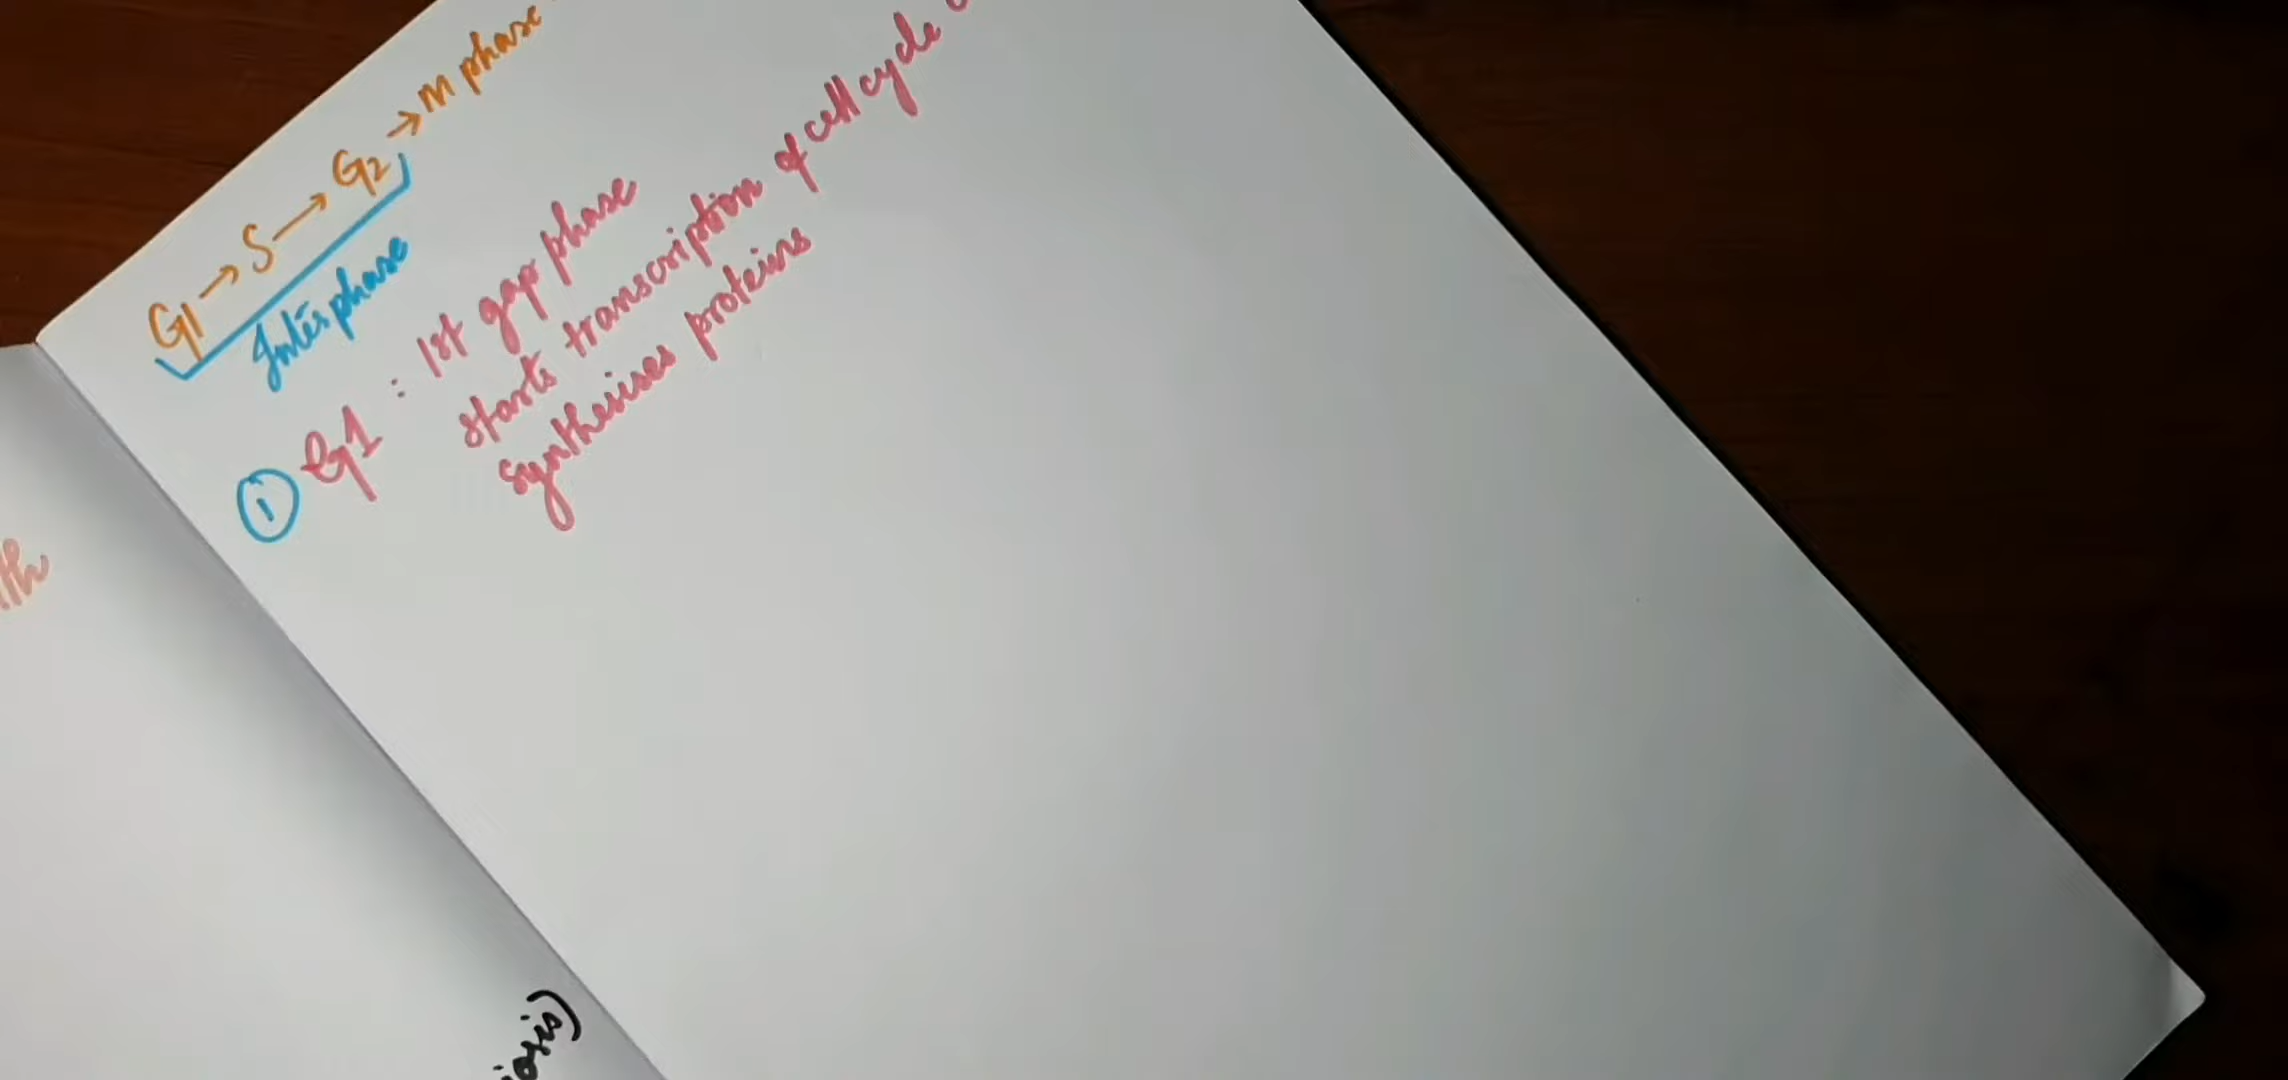 G1 → S → G2 → M phase
Interphase
① G1 : 1st gap phase
starts transcription of cell cycle
synthesises proteins